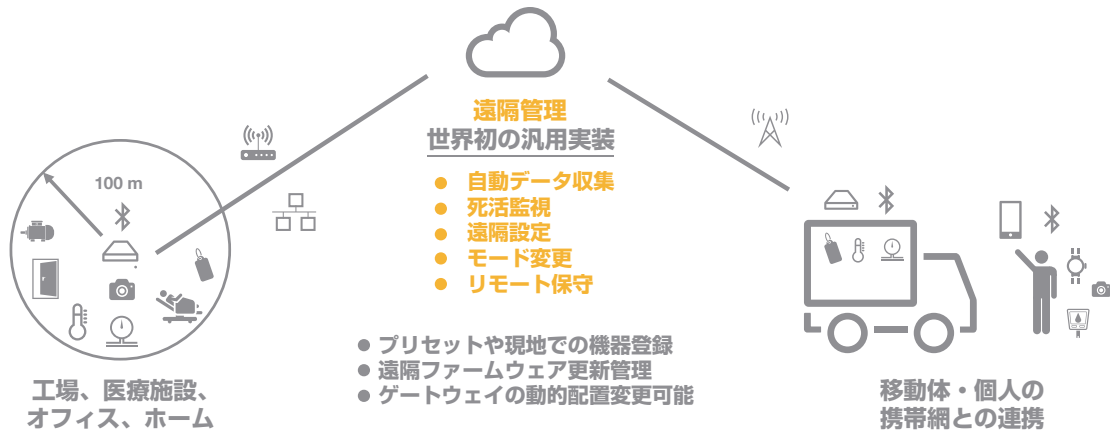 遠隔管理
世界初の汎用実装
● 自動データ収集
● 死活監視
● 遠隔設定
● モード変更
● リモート保守
100 m
● プリセットや現地での機器登録
● 遠隔ファームウェア更新管理
● ゲートウェイの動的配置変更可能
工場、医療施設、
オフィス、ホーム
移動体・個人の
携帯網との連携